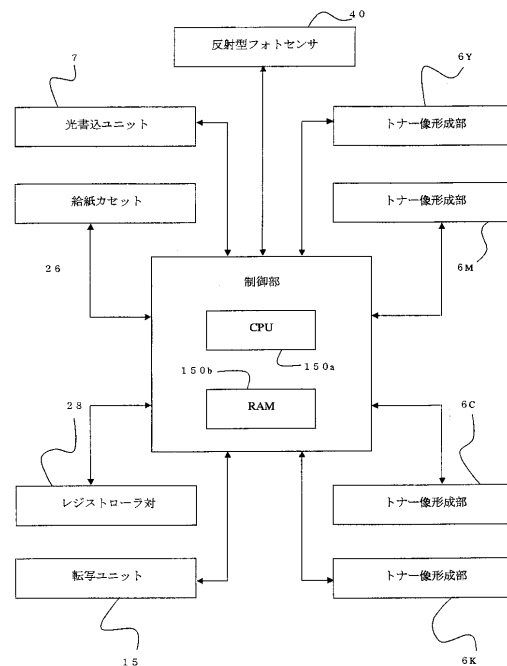 40
反射型フォトセンサ
7
6Y
光書込ユニット
トナー像形成部
給紙カセット
トナー像形成部
26
6M
制御部
CPU
150a
150b
RAM
28
6C
レジストローラ対
トナー像形成部
転写ユニット
トナー像形成部
15
6K